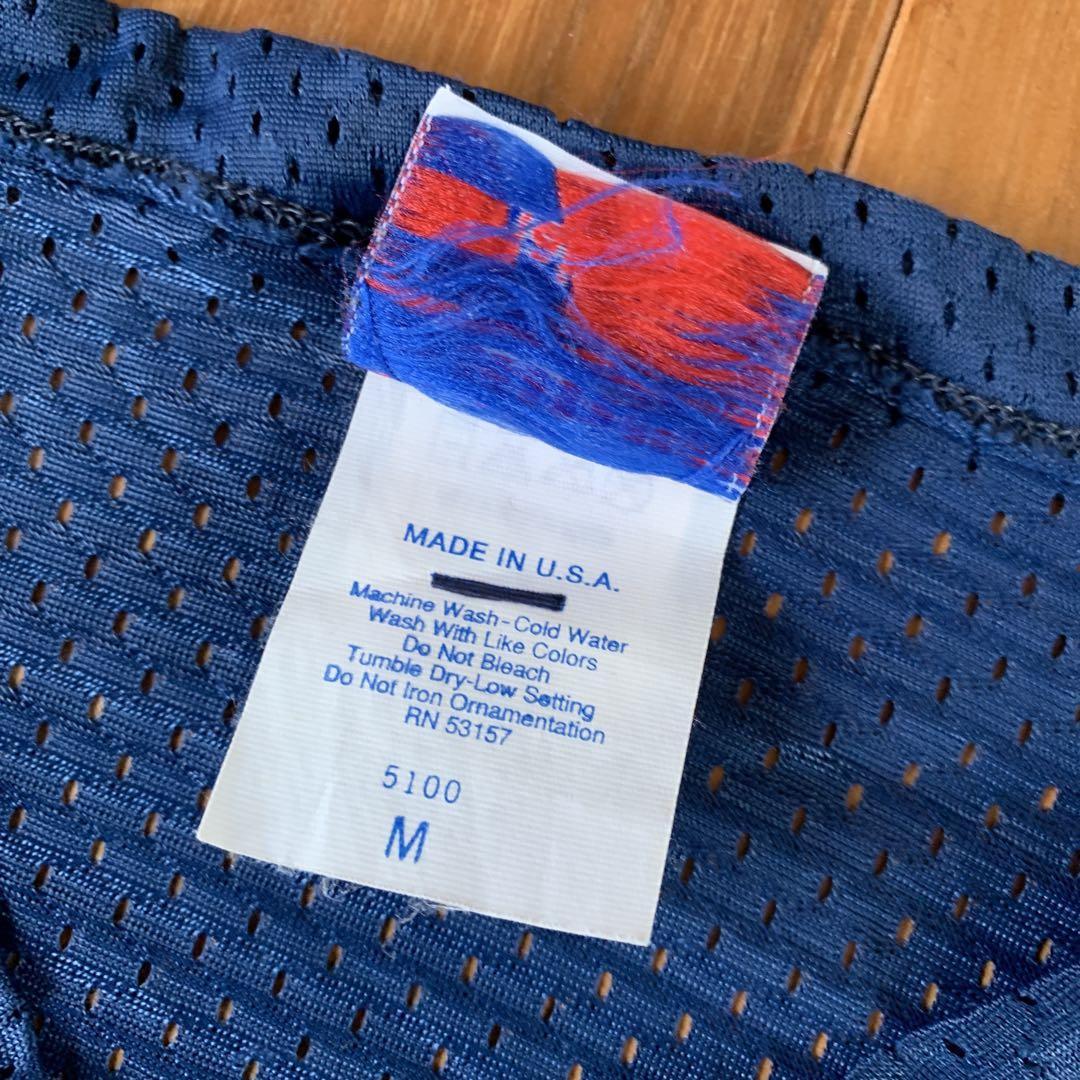 MADE IN U.S.A.
Machine Wash-Cold Water
Wash With Like Colors
Do Not Bleach
Tumble Dry-Low Setting
Do Not Iron Ornamentation
RN 53157
5100
M